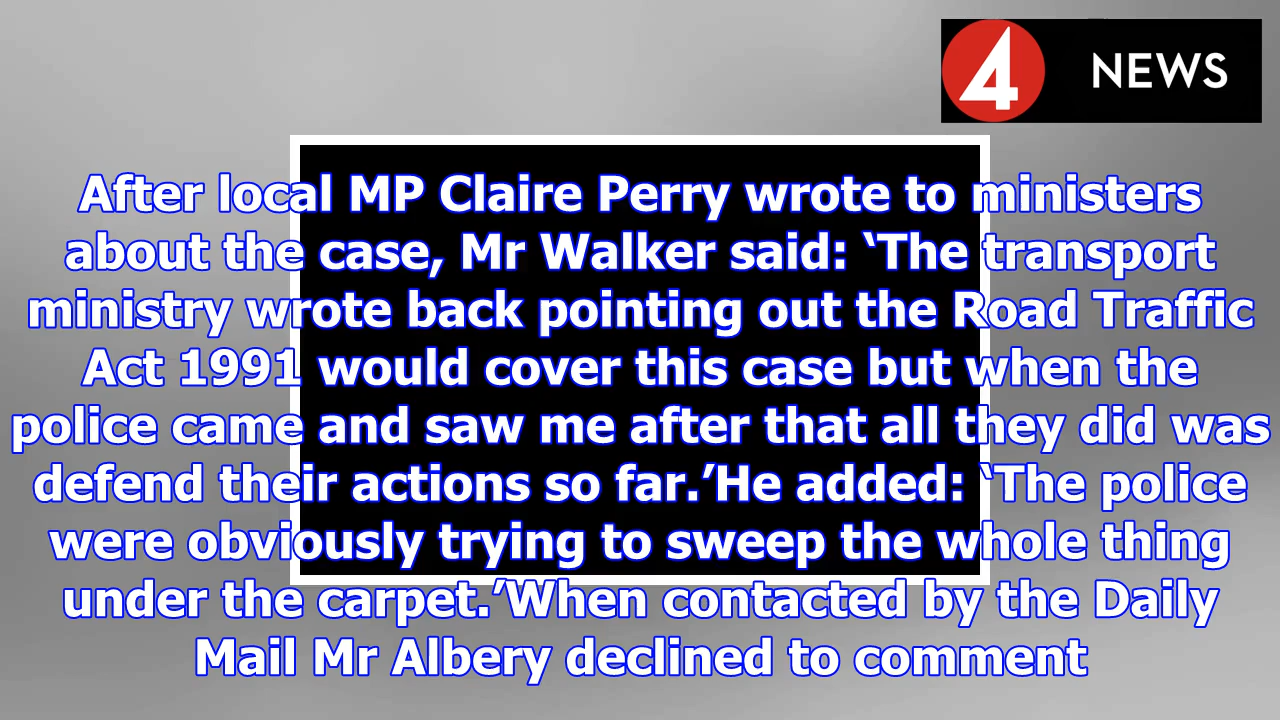 4 NEWS
After local MP Claire Perry wrote to ministers
about the case, Mr Walker said: ‘The transport
ministry wrote back pointing out the Road Traffic
Act 1991 would cover this case but when the
police came and saw me after that all they did was
defend their actions so far.’He added: ‘The police
were obviously trying to sweep the whole thing
under the carpet.’When contacted by the Daily
Mail Mr Albery declined to comment